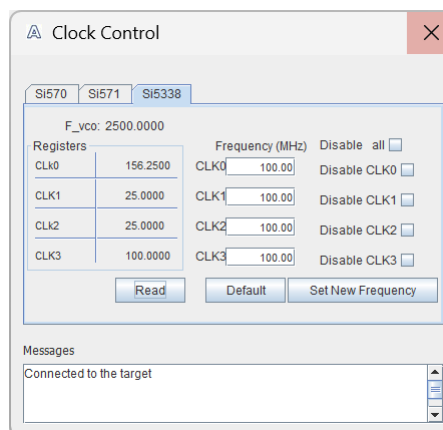 Clock Control
Si570 Si571 Si5338
F_vco: 2500.0000
Registers Frequency (MHz) Disable all
CLk0 156.2500 CLK0 100.00 Disable CLK0
CLK1 25.0000 CLK1 100.00 Disable CLK1
CLk2 25.0000 CLK2 100.00 Disable CLK2
CLK3 100.0000 CLK3 100.00 Disable CLK3
Read Default Set New Frequency
Messages
Connected to the target